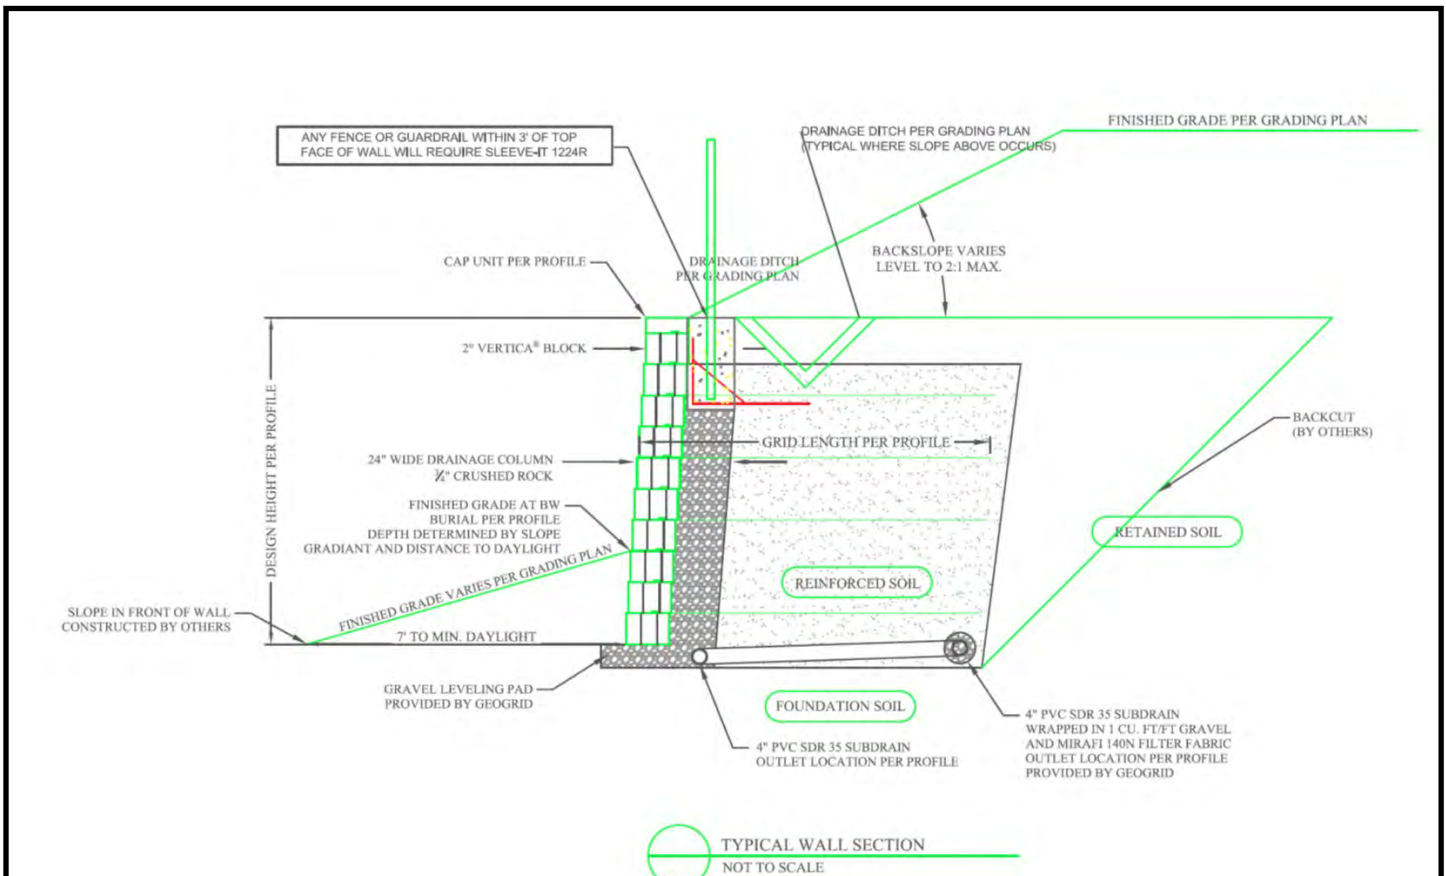 FINISHED GRADE PER GRADING PLAN
ANY FENCE OR GUARDRAIL WITHIN 3' OF TOP
FACE OF WALL WILL REQUIRE SLEEVE-IT 1224R
DRAINAGE DITCH PER GRADING PLAN
(TYPICAL WHERE SLOPE ABOVE OCCURS)
BACKSLOPE VARIES
LEVEL TO 2:1 MAX.
CAP UNIT PER PROFILE
DRAINAGE DITCH
PER GRADING PLAN
2" VERTICA® BLOCK
DESIGN HEIGHT PER PROFILE
BACKCUT
(BY OTHERS)
GRID LENGTH PER PROFILE
24" WIDE DRAINAGE COLUMN
¾" CRUSHED ROCK
FINISHED GRADE AT BW
BURIAL PER PROFILE
DEPTH DETERMINED BY SLOPE
GRADIANT AND DISTANCE TO DAYLIGHT
RETAINED SOIL
REINFORCED SOIL
FINISHED GRADE VARIES PER GRADING PLAN
SLOPE IN FRONT OF WALL
CONSTRUCTED BY OTHERS
7' TO MIN. DAYLIGHT
GRAVEL LEVELING PAD
PROVIDED BY GEOGRID
FOUNDATION SOIL
4" PVC SDR 35 SUBDRAIN
OUTLET LOCATION PER PROFILE
4" PVC SDR 35 SUBDRAIN
WRAPPED IN 1 CU. FT/FT GRAVEL
AND MIRAFI 140N FILTER FABRIC
OUTLET LOCATION PER PROFILE
PROVIDED BY GEOGRID
TYPICAL WALL SECTION
NOT TO SCALE